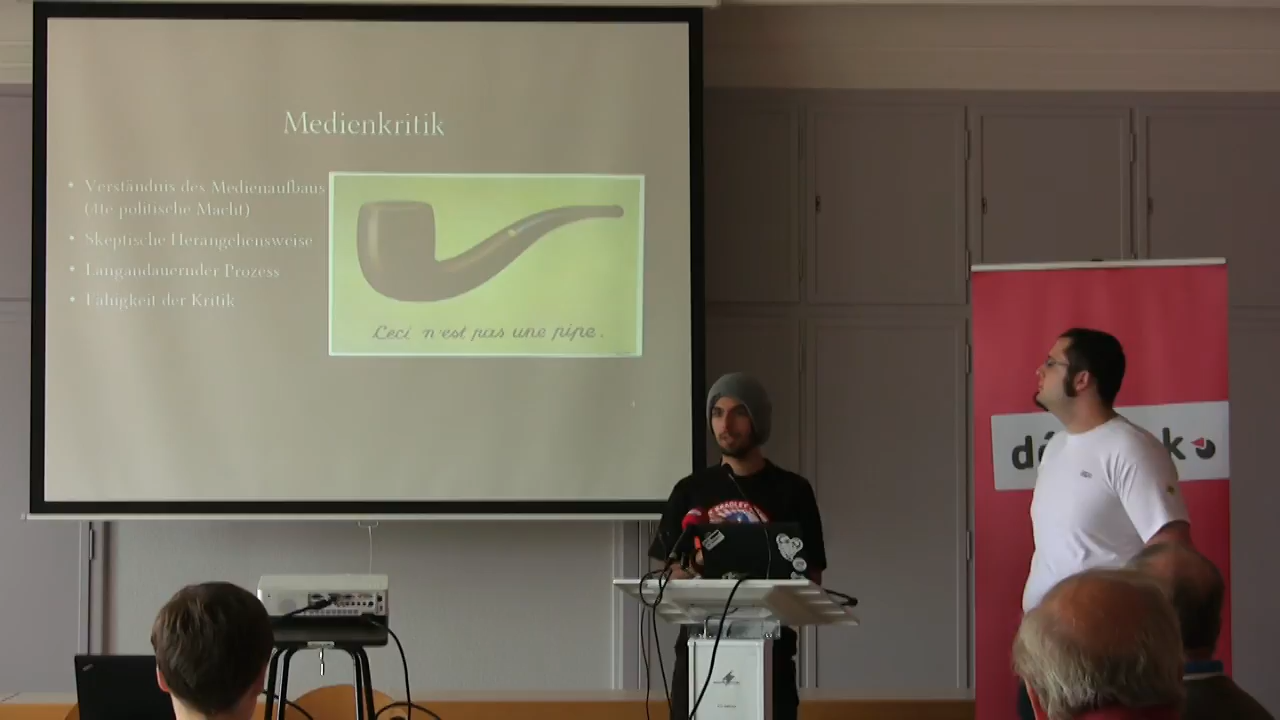 Medienkritik
• Verständnis des Medienaufbaus
(4te politische Macht)
• Skeptische Herangehensweise
• Langandauernder Prozess
• Fähigkeit der Kritik
Ceci n'est pas une pipe.
BRADLEY